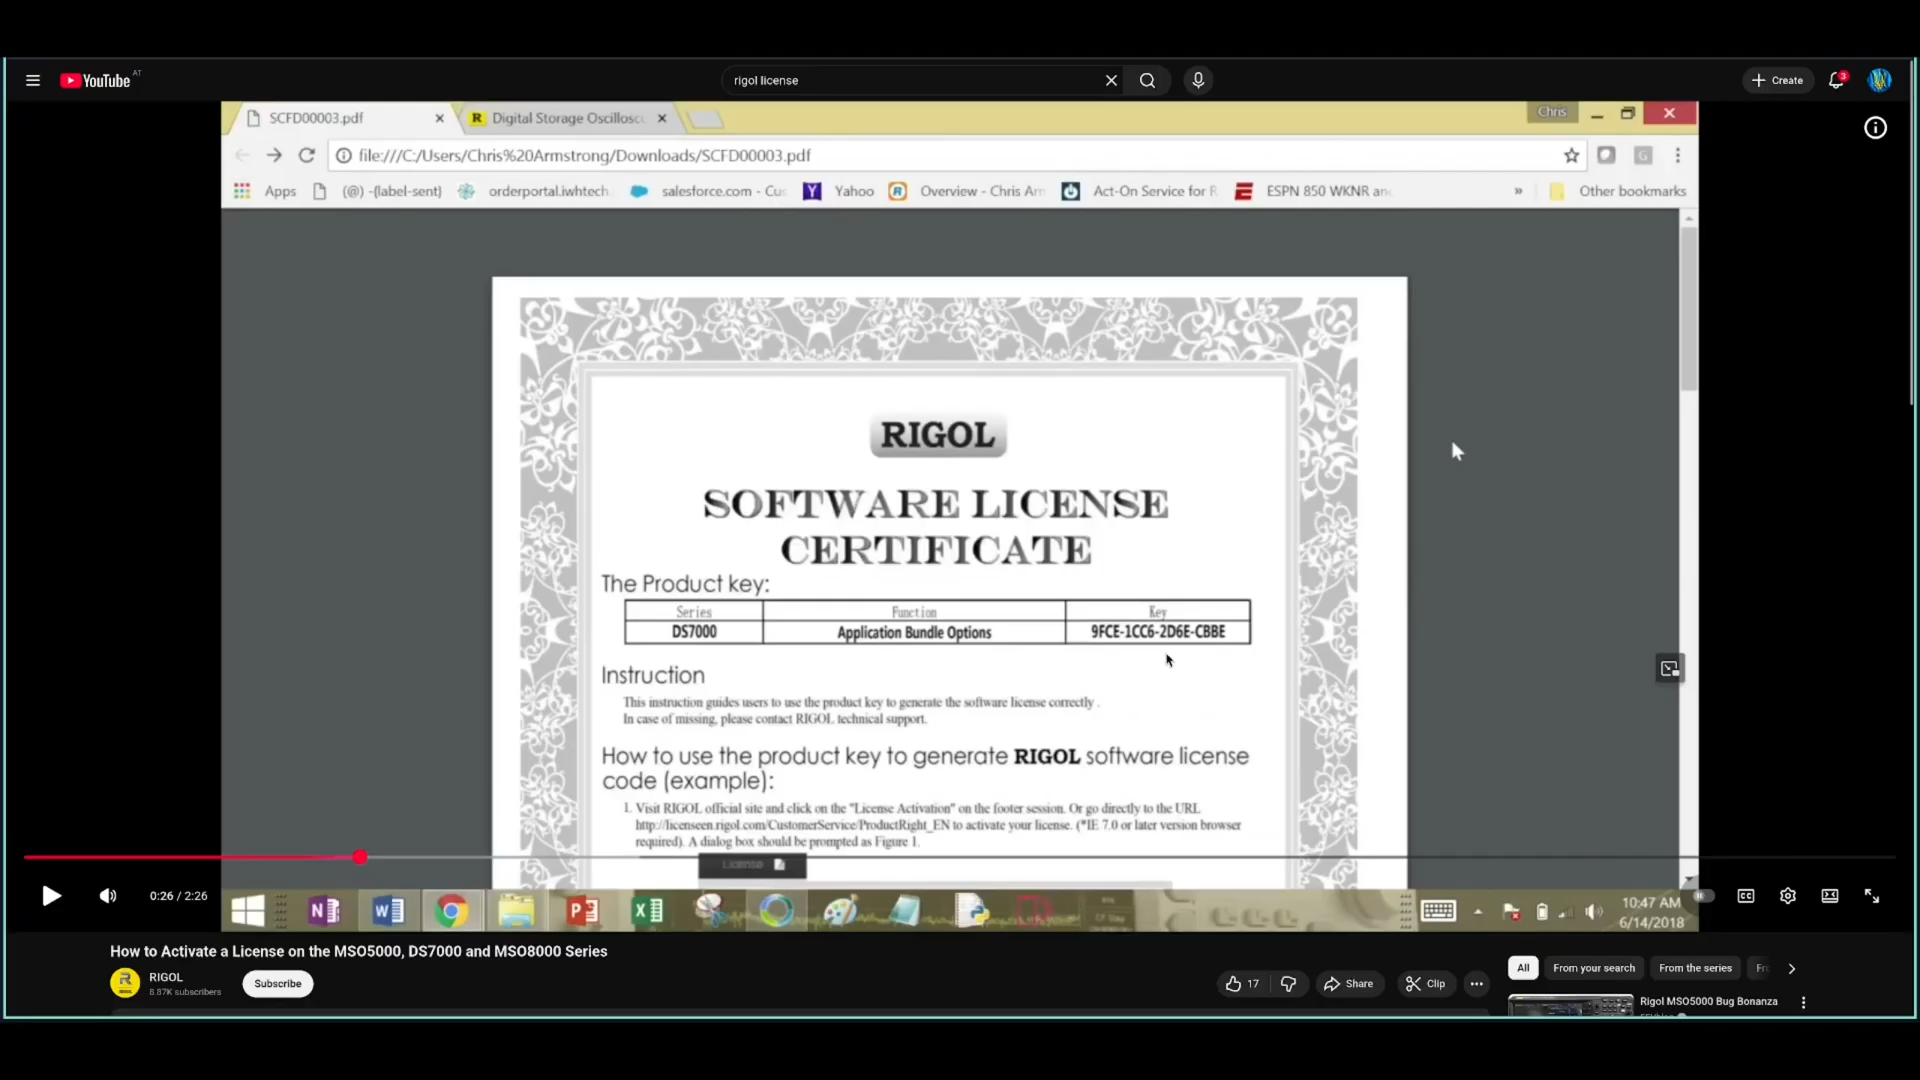 YouTube AT
rigol license
Create
3
SCFD00003.pdf
Digital Storage Oscillosc
Chris
file:///C:/Users/Chris%20Armstrong/Downloads/SCFD00003.pdf
Apps
(@) -(label-sent)
orderportal.iwhtech
salesforce.com - Cus
Yahoo
Overview - Chris Arm
Act-On Service for R
ESPN 850 WKNR an
»
Other bookmarks
RIGOL
SOFTWARE LICENSE
CERTIFICATE
The Product key:
Series Function Key
DS7000 Application Bundle Options 9FCE-1CC6-2D6E-CBBE
Instruction
This instruction guides users to use the product key to generate the software license correctly .
In case of missing, please contact RIGOL technical support.
How to use the product key to generate RIGOL software license
code (example):
1. Visit RIGOL official site and click on the "License Activation" on the footer session. Or go directly to the URL
http://licenseen.rigol.com/CustomerService/ProductRight_EN to activate your license. (*IE 7.0 or later version browser
required). A dialog box should be prompted as Figure 1.
License
0:26 / 2:26
10:47 AM
6/14/2018
How to Activate a License on the MSO5000, DS7000 and MSO8000 Series
RIGOL
8.87K subscribers
Subscribe
17
Share
Clip
All
From your search
From the series
Rigol MSO5000 Bug Bonanza